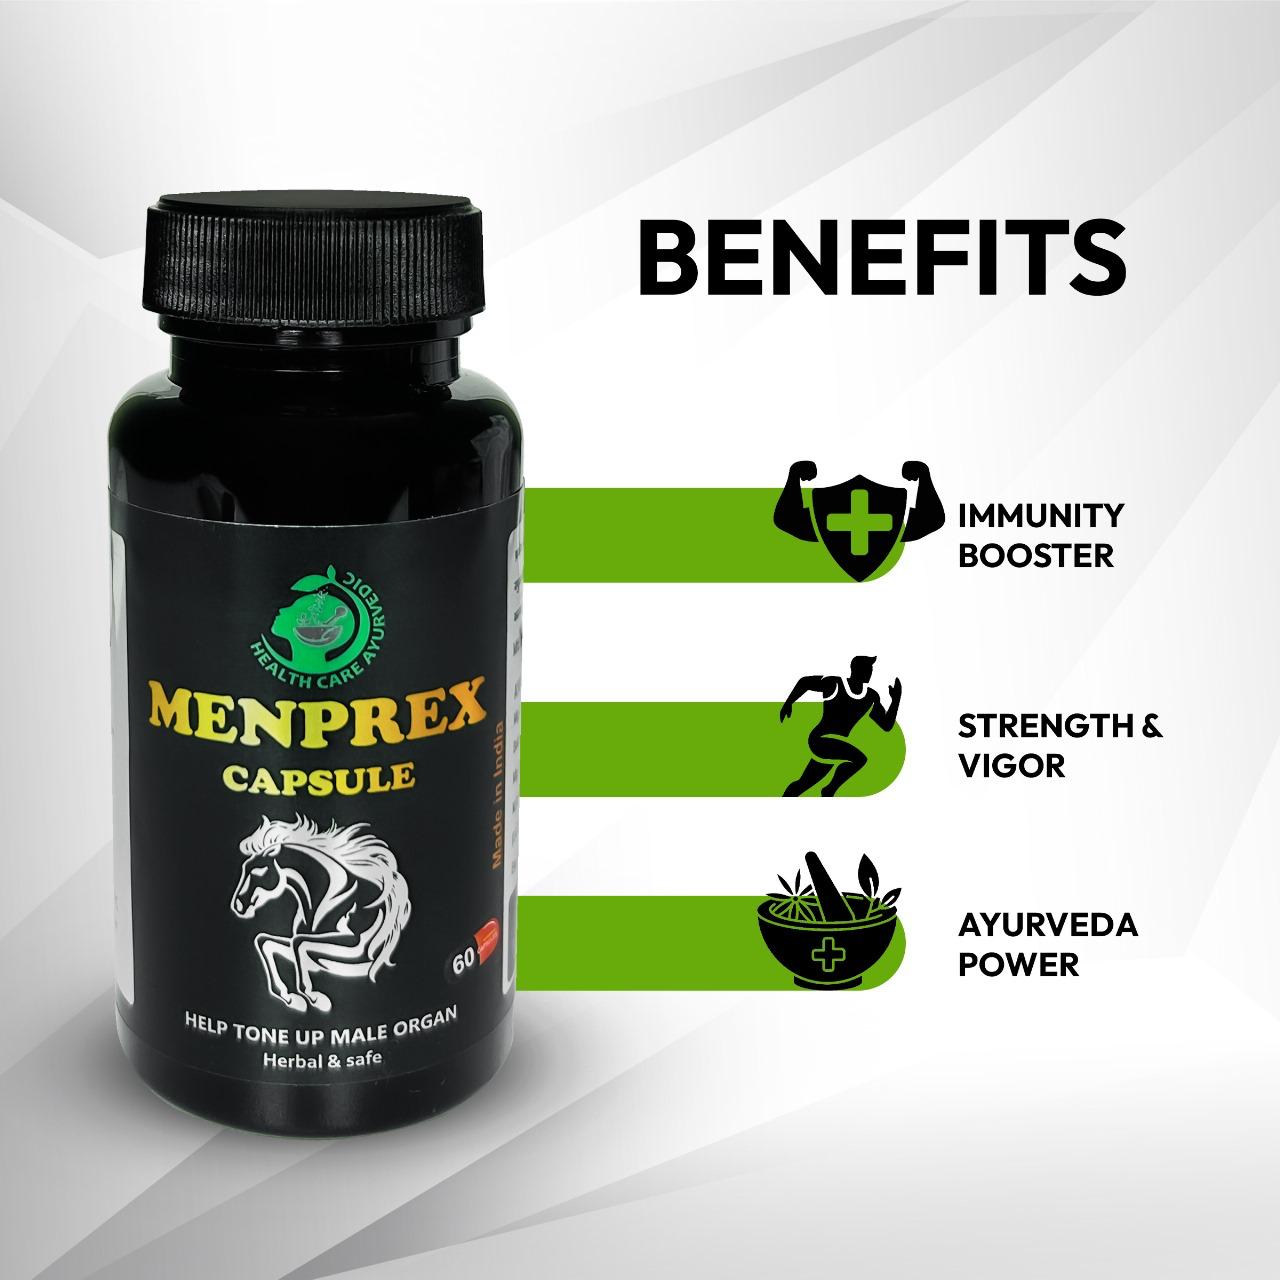 BENEFITS
HEALTH CARE AYURVEDIC
MENPREX
CAPSULE
Made in India
60
HELP TONE UP MALE ORGAN
Herbal & safe
IMMUNITY
BOOSTER
STRENGTH &
VIGOR
AYURVEDA
POWER